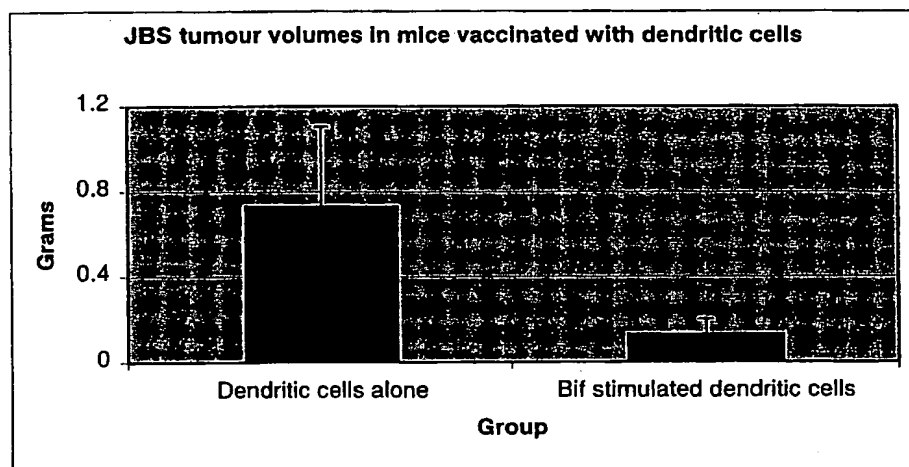 JBS tumour volumes in mice vaccinated with dendritic cells
1.2
0.8
0.4
0
Grams
Dendritic cells alone
Bif stimulated dendritic cells
Group